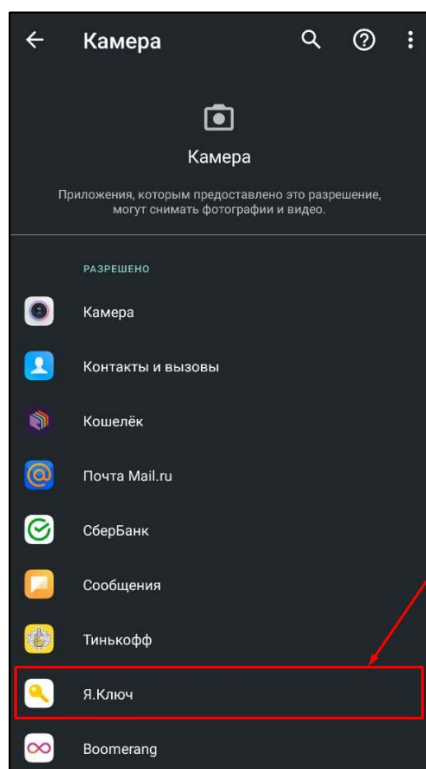 Камера
Камера
Приложения, которым предоставлено это разрешение,
могут снимать фотографии и видео.
РАЗРЕШЕНО
Камера
Контакты и вызовы
Кошелёк
Почта Mail.ru
СберБанк
Сообщения
Тинькофф
Я.Ключ
Boomerang